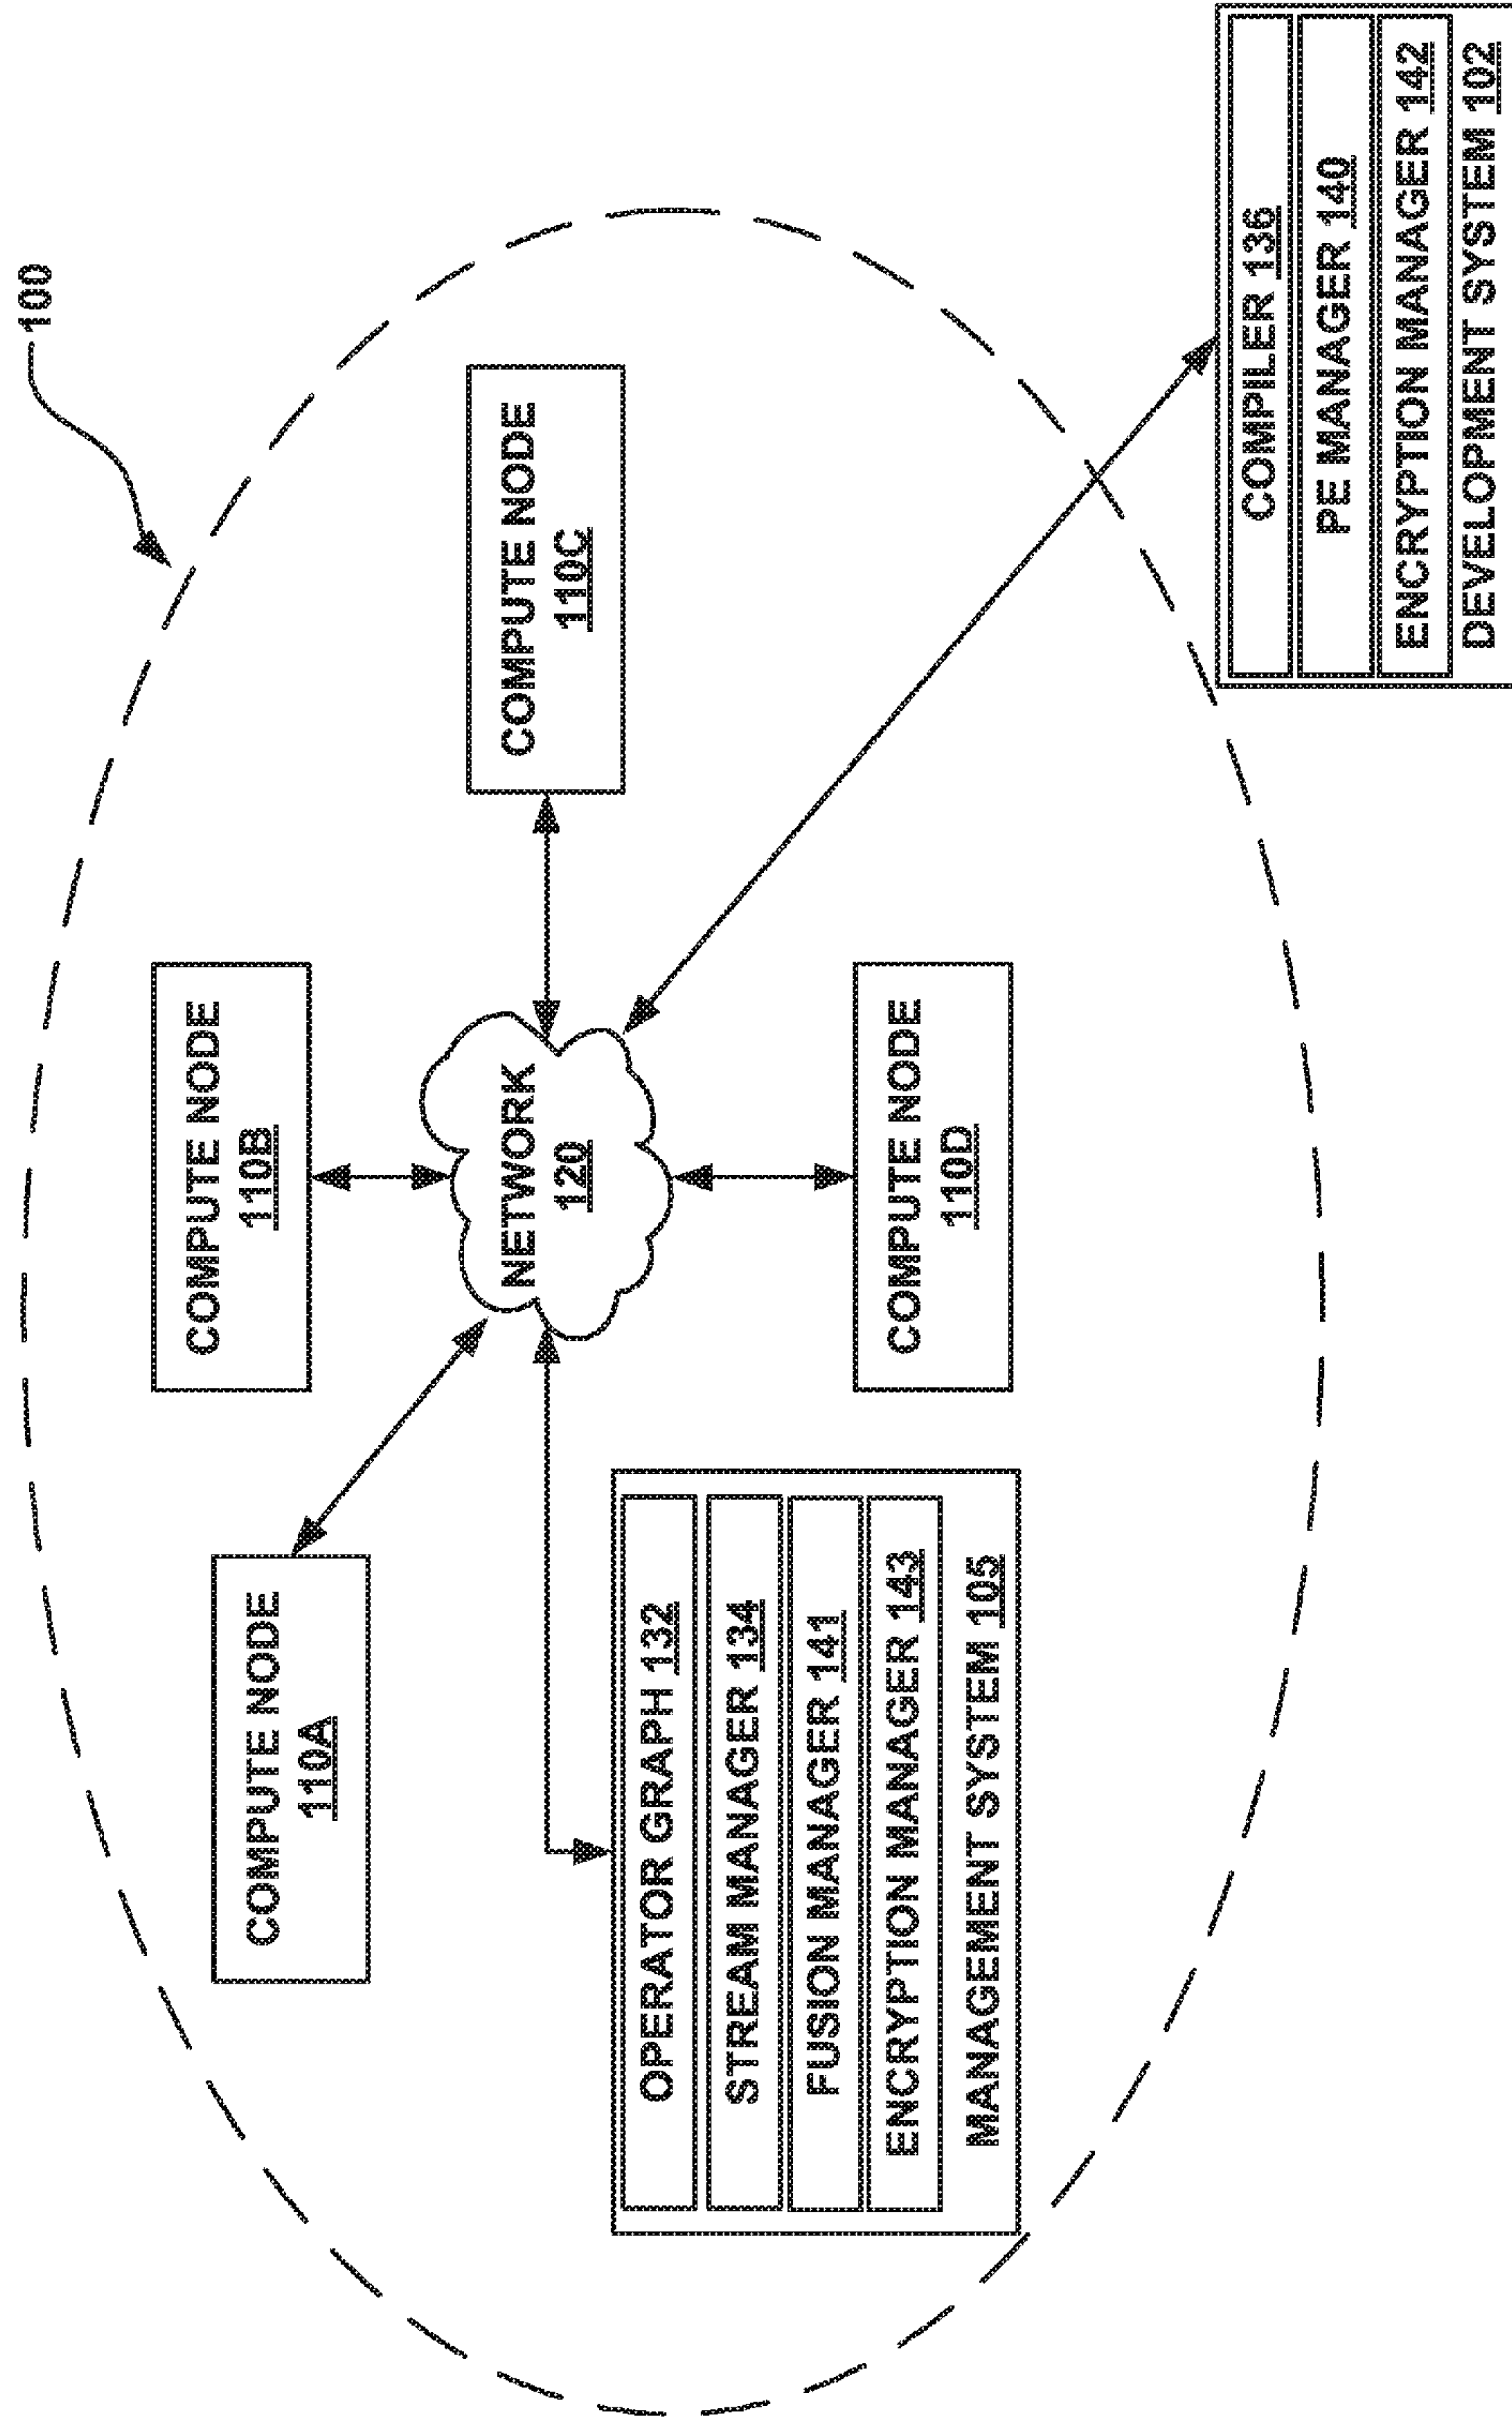 100
COMPUTE NODE
110A
COMPUTE NODE
110B
COMPUTE NODE
110C
NETWORK
120
COMPUTE NODE
110D
OPERATOR GRAPH 132
STREAM MANAGER 134
FUSION MANAGER 141
ENCRYPTION MANAGER 143
MANAGEMENT SYSTEM 105
COMPILER 136
PE MANAGER 140
ENCRYPTION MANAGER 142
DEVELOPMENT SYSTEM 102